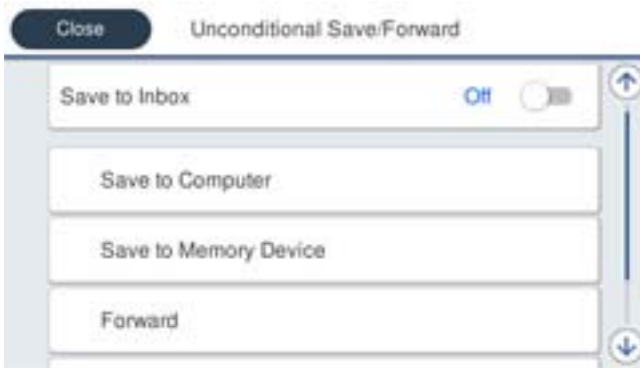 Close Unconditional Save/Forward
Save to Inbox Off
Save to Computer
Save to Memory Device
Forward